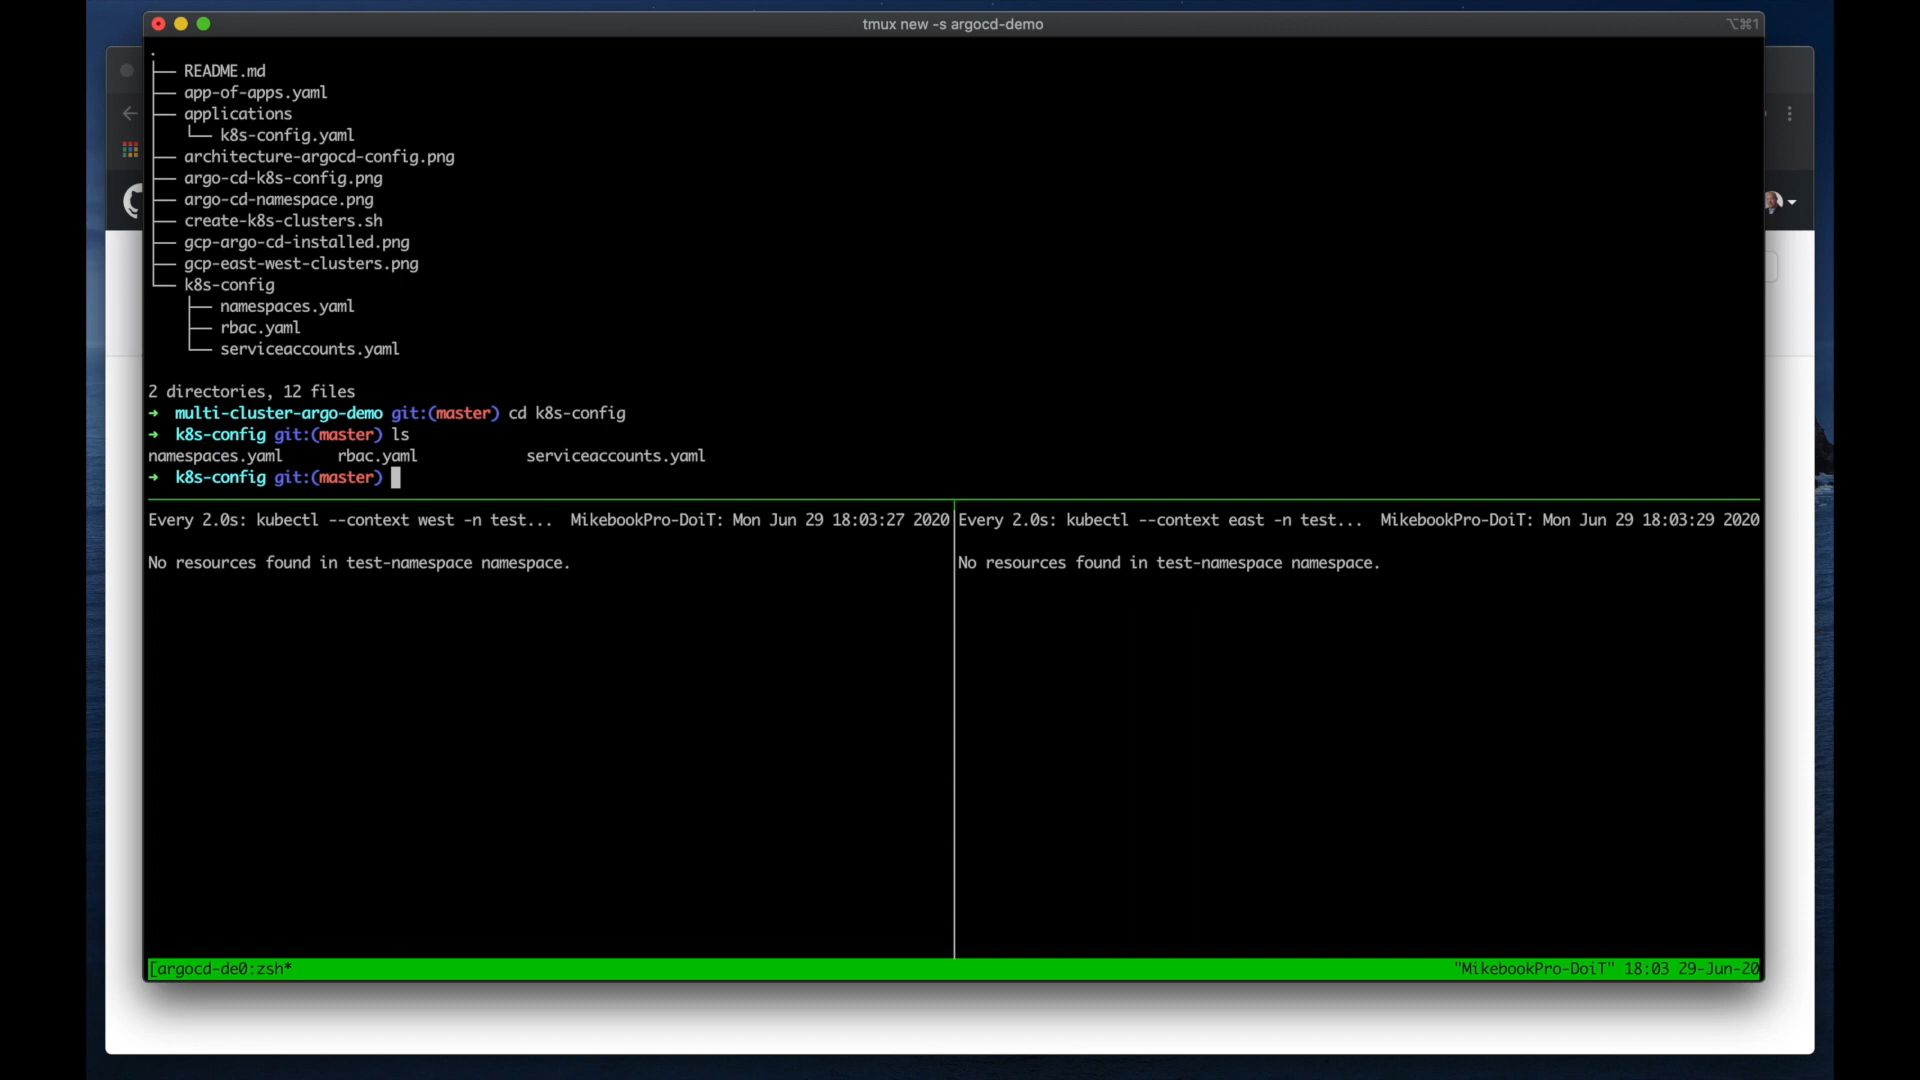 tmux new -s argocd-demo
⌥⌘1
.
├── README.md
├── app-of-apps.yaml
├── applications
│   └── k8s-config.yaml
├── architecture-argocd-config.png
├── argo-cd-k8s-config.png
├── argo-cd-namespace.png
├── create-k8s-clusters.sh
├── gcp-argo-cd-installed.png
├── gcp-east-west-clusters.png
└── k8s-config
    ├── namespaces.yaml
    ├── rbac.yaml
    └── serviceaccounts.yaml
2 directories, 12 files
➜  multi-cluster-argo-demo git:(master) cd k8s-config
➜  k8s-config git:(master) ls
namespaces.yaml      rbac.yaml            serviceaccounts.yaml
➜  k8s-config git:(master)
Every 2.0s: kubectl --context west -n test...  MikebookPro-DoiT: Mon Jun 29 18:03:27 2020
No resources found in test-namespace namespace.
Every 2.0s: kubectl --context east -n test...  MikebookPro-DoiT: Mon Jun 29 18:03:29 2020
No resources found in test-namespace namespace.
[argocd-de0:zsh*
"MikebookPro-DoiT" 18:03 29-Jun-20